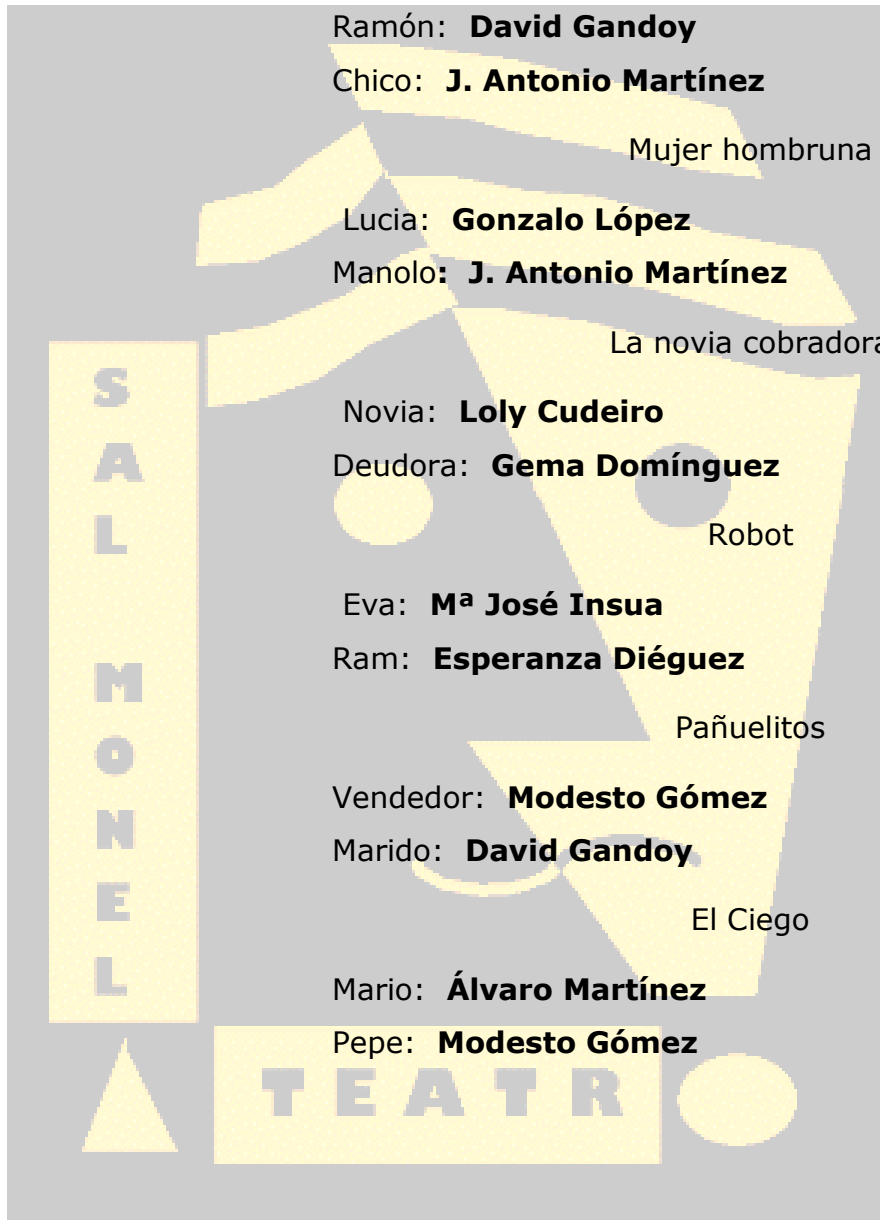 Ramón: David Gandoy
Chico: J. Antonio Martínez
Mujer hombruna
Lucia: Gonzalo López
Manolo: J. Antonio Martínez
La novia cobradora
Novia: Loly Cudeiro
Deudora: Gema Domínguez
Robot
Eva: Mª José Insua
Ram: Esperanza Diéguez
Pañuelitos
Vendedor: Modesto Gómez
Marido: David Gandoy
El Ciego
Mario: Álvaro Martínez
Pepe: Modesto Gómez
SAL MONEL
TEATR